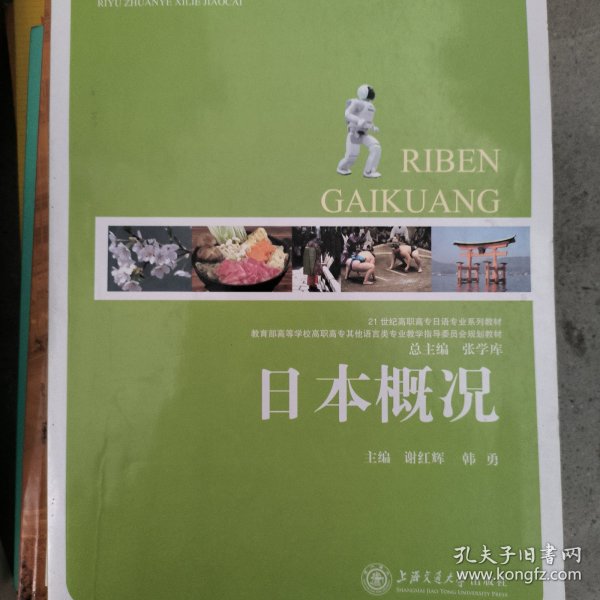 RIYU ZHUANYE XILIE JIAOCAI
RIBEN
GAIKUANG
21世纪高职高专日语专业系列教材
教育部高等学校高职高专其他语言类专业教学指导委员会规划教材
总主编 张学库
日本概况
主编 谢红辉 韩勇
上海交通大学出版社
SHANGHAI JIAO TONG UNIVERSITY PRESS
孔夫子旧书网
www.kongfz.com